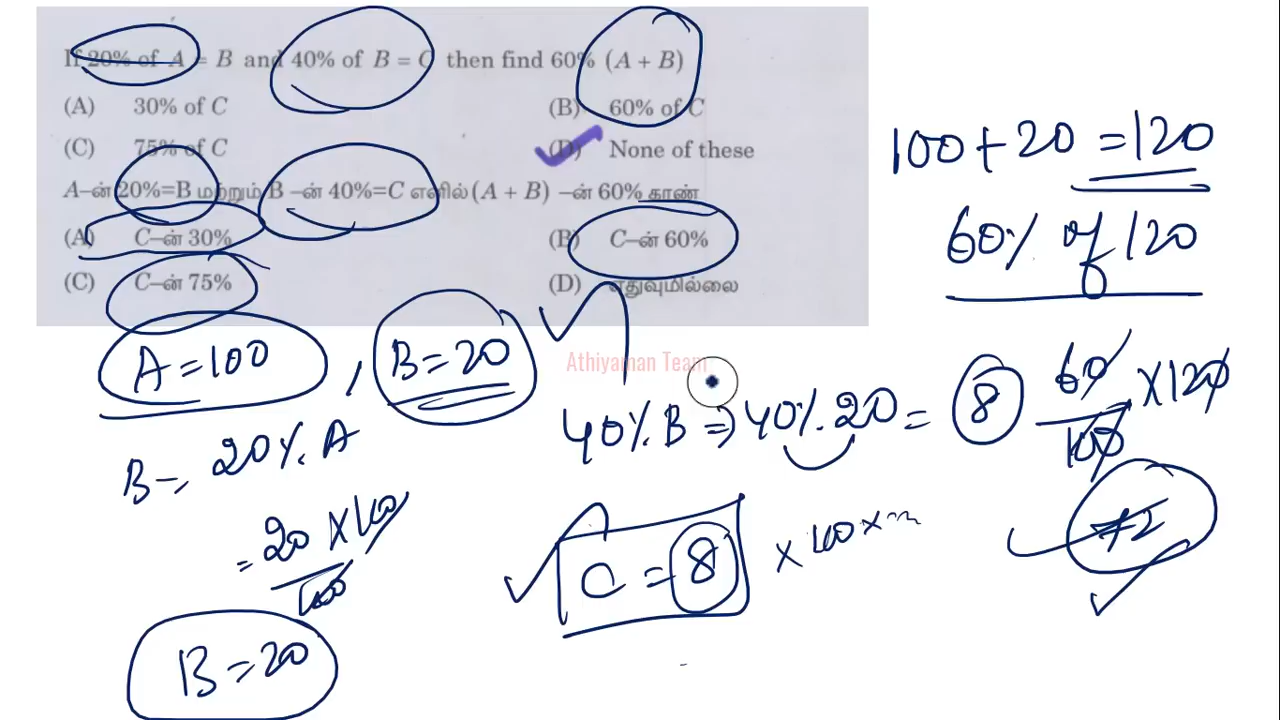 If 20% of A = B and 40% of B = C then find 60% (A + B)
(A) 30% of C (B) 60% of C
(C) 75% of C (D) None of these
A-ன் 20%=B மற்றும் B -ன் 40%=C எனில் (A + B) -ன் 60% காண்
(A) C-ன் 30% (B) C-ன் 60%
(C) C-ன் 75% (D) எதுவுமில்லை
100 + 20 = 120
60% of 120
A = 100 , B = 20
Athiyaman Team
B = 20% A
= 20 × 100
100
B = 20
40% B ⇒ 40% 20 = 8
C = 8
× 100 ×
60 × 120
100
72